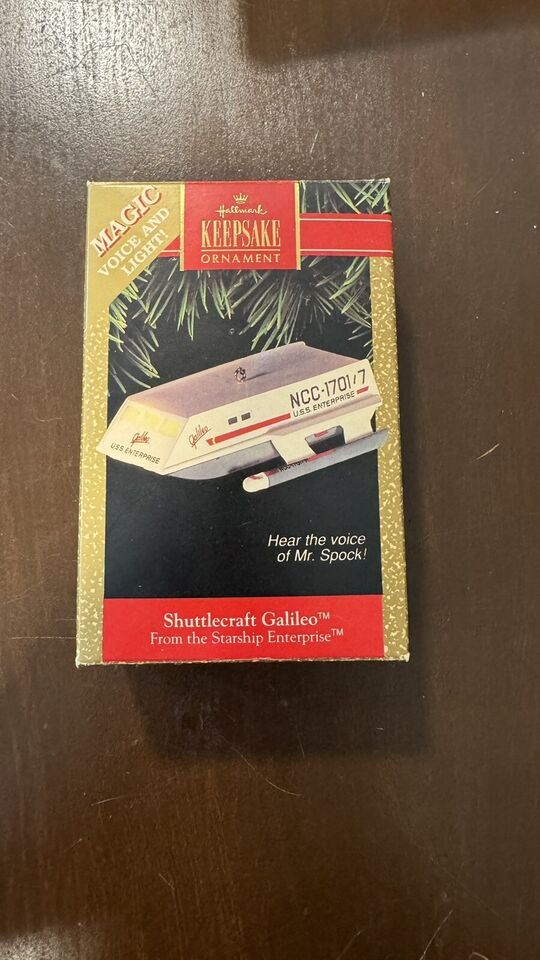 MAGIC
VOICE AND
LIGHT!
Hallmark
KEEPSAKE
ORNAMENT
NCC-1701/7
U.S.S. ENTERPRISE
Galileo
Galileo
U.S.S. ENTERPRISE
Hear the voice
of Mr. Spock!
Shuttlecraft Galileo™
From the Starship Enterprise™